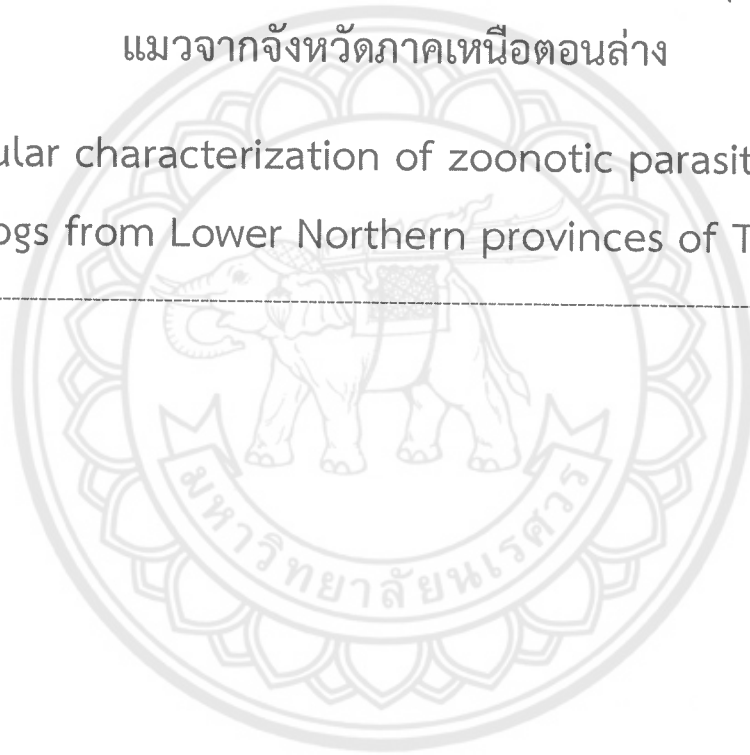 แมวจากจังหวัดภาคเหนือตอนล่าง
ular characterization of zoonotic parasit
ogs from Lower Northern provinces of T
มหาวิทยาลัยนเรศวร